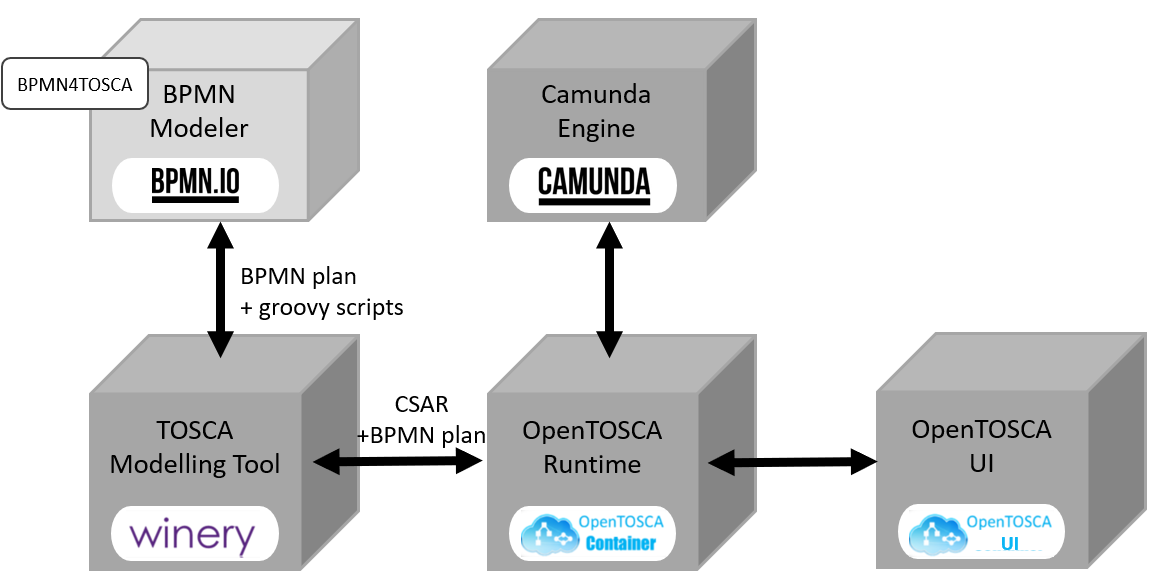 BPMN4TOSCA
BPMN
Modeler
BPMN.IO
Camunda
Engine
CAMUNDA
BPMN plan
+ groovy scripts
TOSCA
Modelling Tool
winery
CSAR
+BPMN plan
OpenTOSCA
Runtime
OpenTOSCA
Container
OpenTOSCA
UI
OpenTOSCA
UI